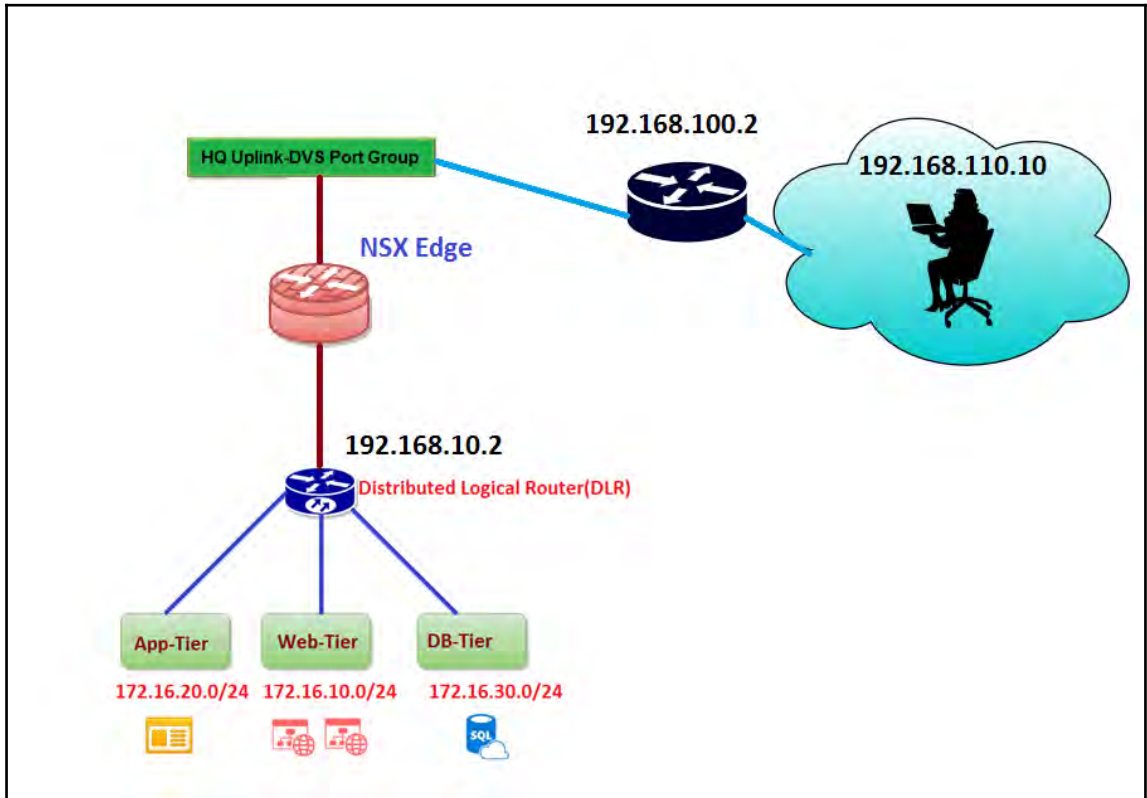 192.168.100.2
HQ Uplink-DVS Port Group
192.168.110.10
NSX Edge
192.168.10.2
Distributed Logical Router(DLR)
App-Tier
Web-Tier
DB-Tier
172.16.20.0/24
172.16.10.0/24
172.16.30.0/24
SQL